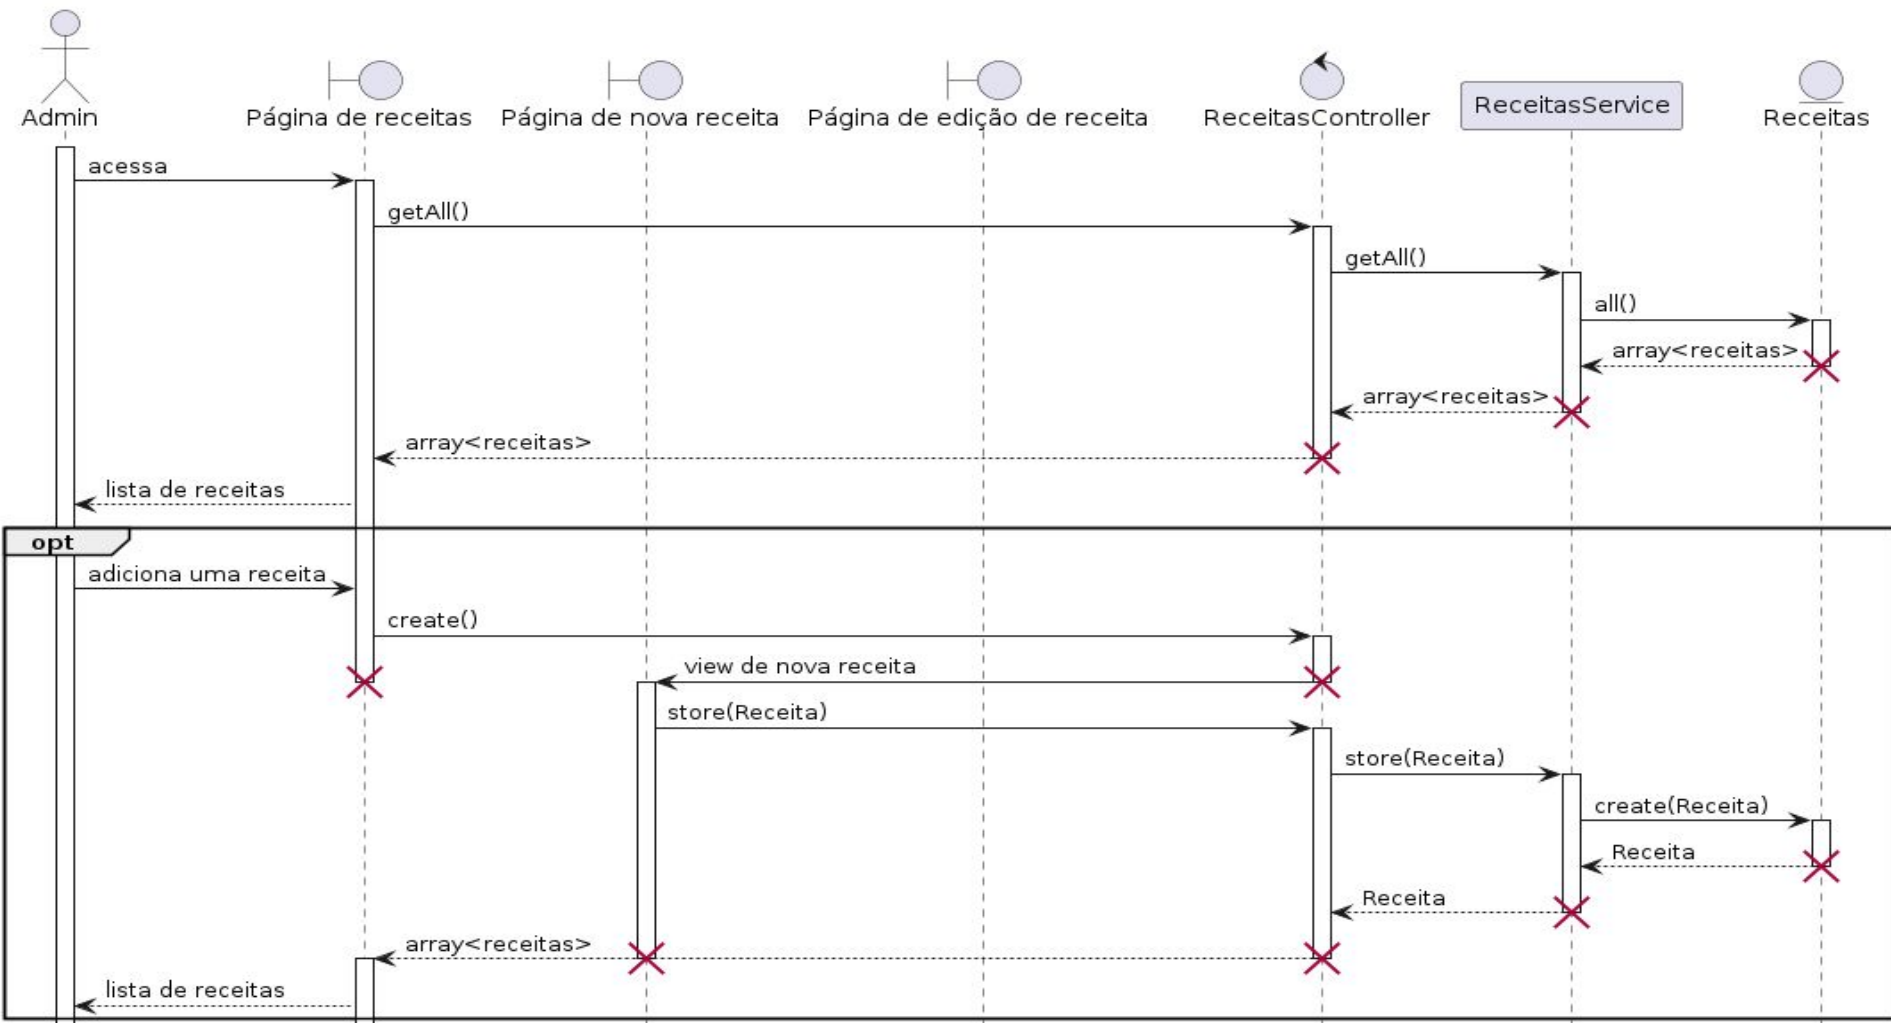 Admin
Página de receitas
Página de nova receita
Página de edição de receita
ReceitasController
ReceitasService
Receitas
acessa
getAll()
getAll()
all()
array<receitas>
array<receitas>
array<receitas>
lista de receitas
opt
adiciona uma receita
create()
view de nova receita
store(Receita)
store(Receita)
create(Receita)
Receita
Receita
array<receitas>
lista de receitas